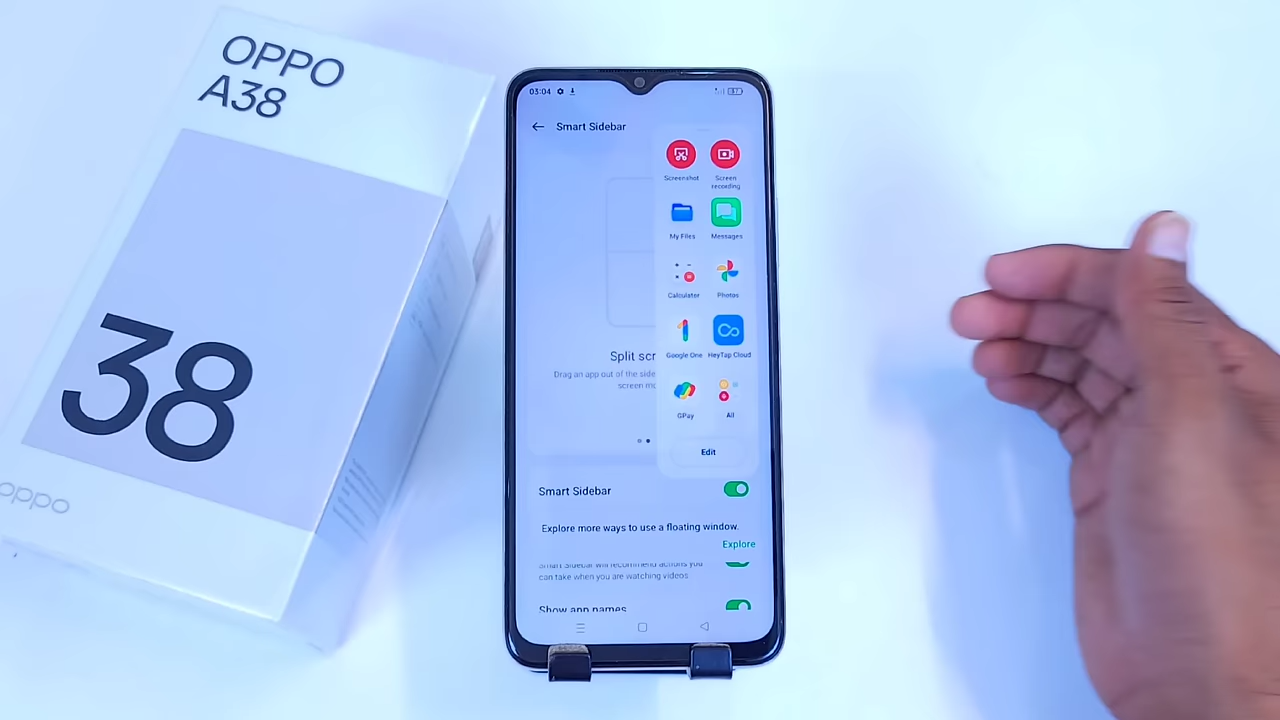 OPPO
A38
38
oppo
03:04
87
Smart Sidebar
Screenshot
Screen
recording
My Files
Messages
Calculator
Photos
Google One
HeyTap Cloud
GPay
All
Edit
Split scr
Drag an app out of the side
screen mo
Smart Sidebar
Explore more ways to use a floating window.
Explore
Smart Sidebar will recommend actions you
can take when you are watching videos
Show app names